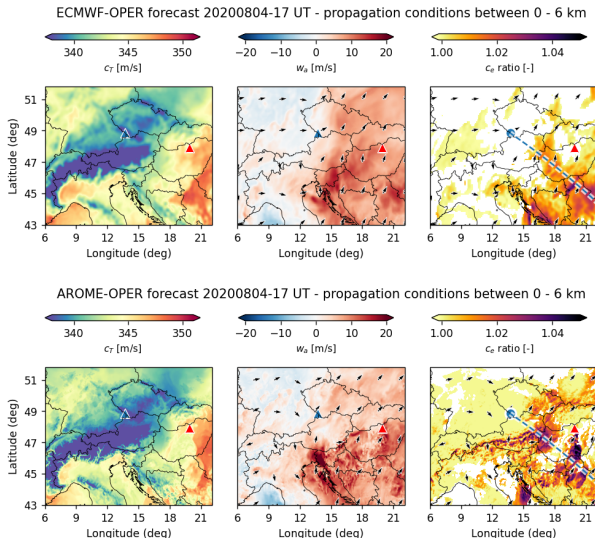 ECMWF-OPER forecast 20200804-17 UT - propagation conditions between 0 - 6 km
340 350 −20 0 20 1.00 1.02 1.04
c_T [m/s] w_a [m/s] c_e ratio [-]
Latitude (deg)
51
49
47
45
43
6 9 12 15 18 21 6 9 12 15 18 21 6 9 12 15 18 21
Longitude (deg) Longitude (deg) Longitude (deg)
AROME-OPER forecast 20200804-17 UT - propagation conditions between 0 - 6 km
340 350 −20 0 20 1.00 1.02 1.04
c_T [m/s] w_a [m/s] c_e ratio [-]
Latitude (deg)
51
49
47
45
43
6 9 12 15 18 21 6 9 12 15 18 21 6 9 12 15 18 21
Longitude (deg) Longitude (deg) Longitude (deg)